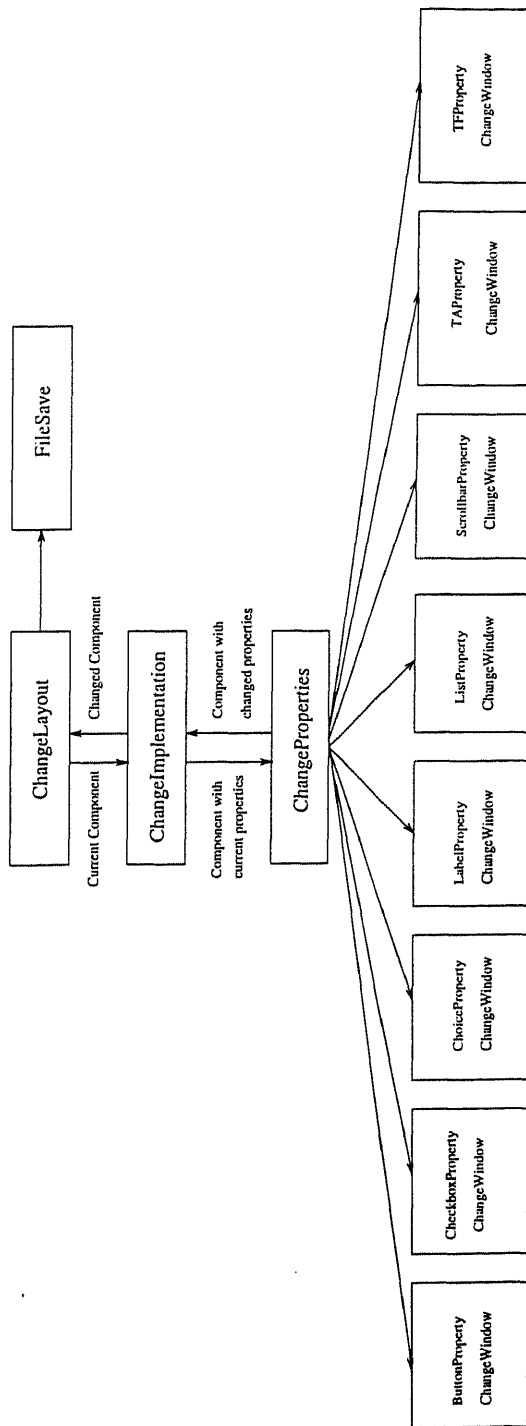 ChangeLayout
FileSave
Current Component
Changed Component
ChangeImplementation
Component with
current properties
Component with
changed properties
ChangeProperties
ButtonProperty
ChangeWindow
CheckboxProperty
ChangeWindow
ChoiceProperty
ChangeWindow
LabelProperty
ChangeWindow
ListProperty
ChangeWindow
ScrollbarProperty
ChangeWindow
TAProperty
ChangeWindow
TFProperty
ChangeWindow